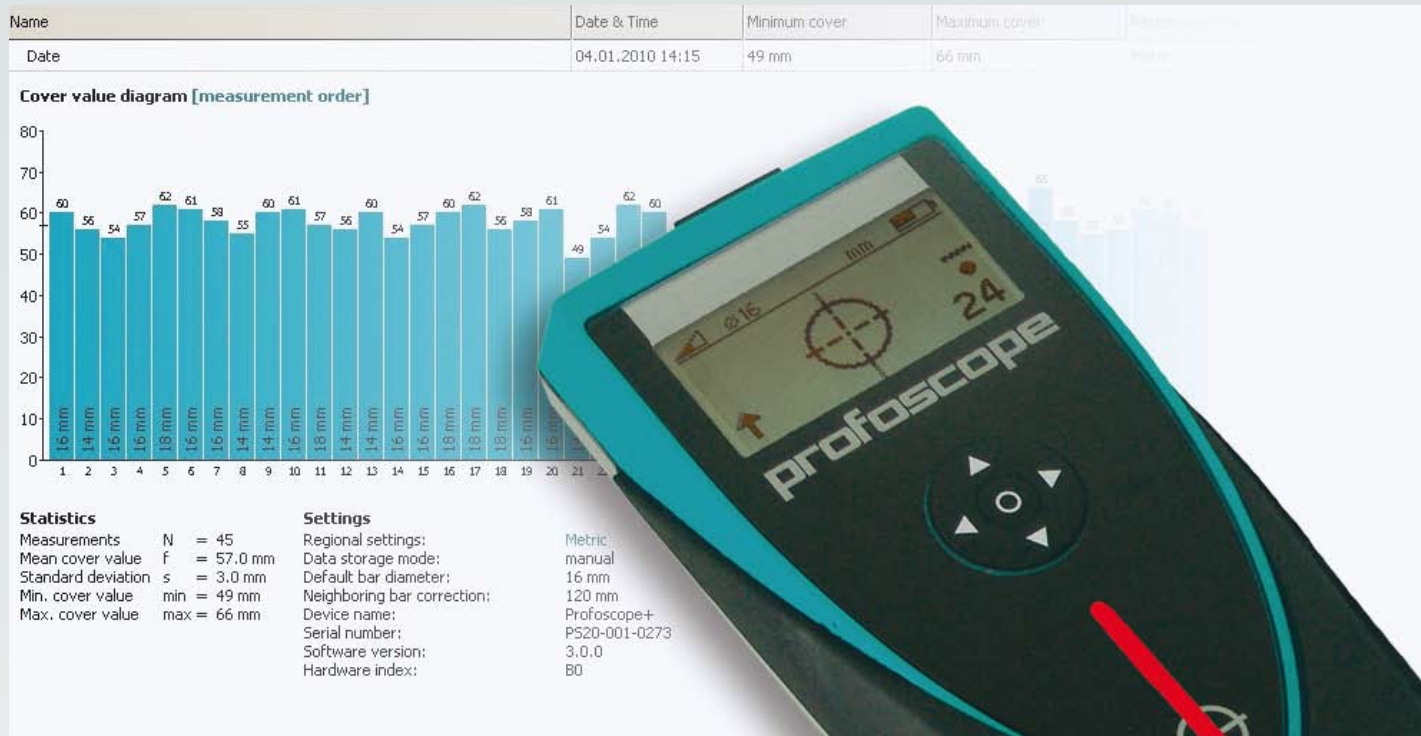 Name Date & Time Minimum cover Maximum cover
Date 04.01.2010 14:15 49 mm 66 mm Metric
Cover value diagram [measurement order]
80
70
60
50
40
30
20
10
0
60 56 54 57 62 61 58 55 60 61 57 56 60 54 57 60 62 56 58 61 49 54 62 60
66
16 mm 14 mm 16 mm 16 mm 18 mm 16 mm 16 mm 14 mm 14 mm 16 mm 18 mm 14 mm 14 mm 14 mm 16 mm 18 mm 18 mm 18 mm 16 mm 16 mm
1 2 3 4 5 6 7 8 9 10 11 12 13 14 15 16 17 18 19 20 21
mm
Ø16
24
profoscope
Statistics
Measurements N = 45
Mean cover value f = 57.0 mm
Standard deviation s = 3.0 mm
Min. cover value min = 49 mm
Max. cover value max = 66 mm
Settings
Regional settings: Metric
Data storage mode: manual
Default bar diameter: 16 mm
Neighboring bar correction: 120 mm
Device name: Profoscope+
Serial number: PS20-001-0273
Software version: 3.0.0
Hardware index: B0